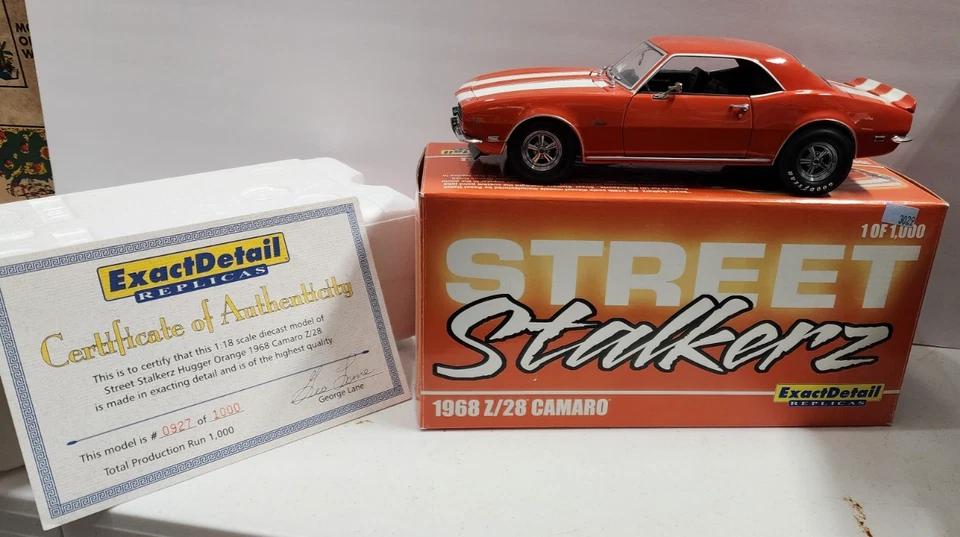 ExactDetail
REPLICAS
Certificate of Authenticity
This is to certify that this 1:18 scale diecast model of
Street Stalkerz Hugger Orange 1968 Camaro Z/28
is made in exacting detail and is of the highest quality
George Lane
This model is # 0927 of 1000
Total Production Run 1,000
GOODYEAR
3029
1 OF 1,000
STREET
Stalkerz
1968 Z/28 CAMARO
ExactDetail
REPLICAS